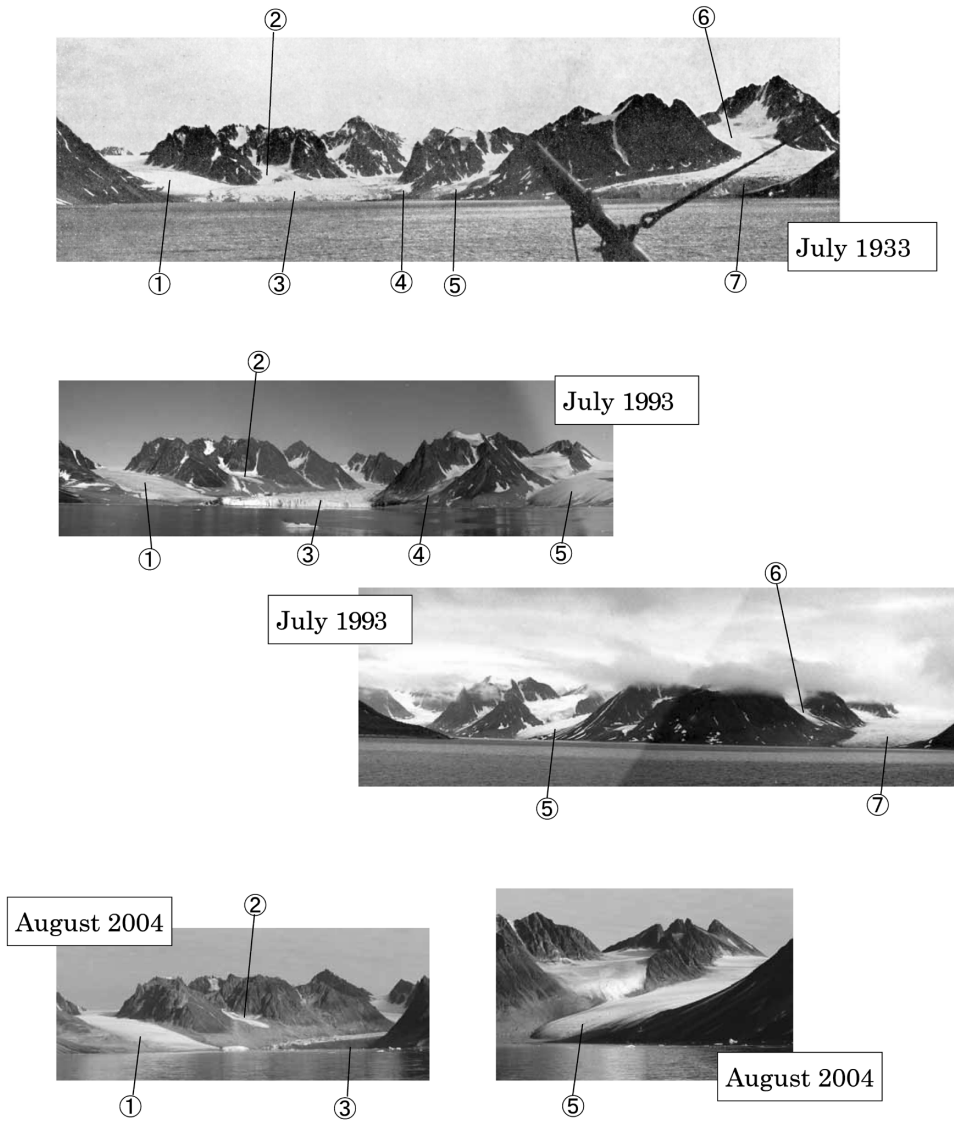 ② ⑥
July 1933
① ③ ④ ⑤ ⑦
②
July 1993
① ③ ④ ⑤
⑥
July 1993
⑤ ⑦
②
August 2004
① ③
⑤
August 2004